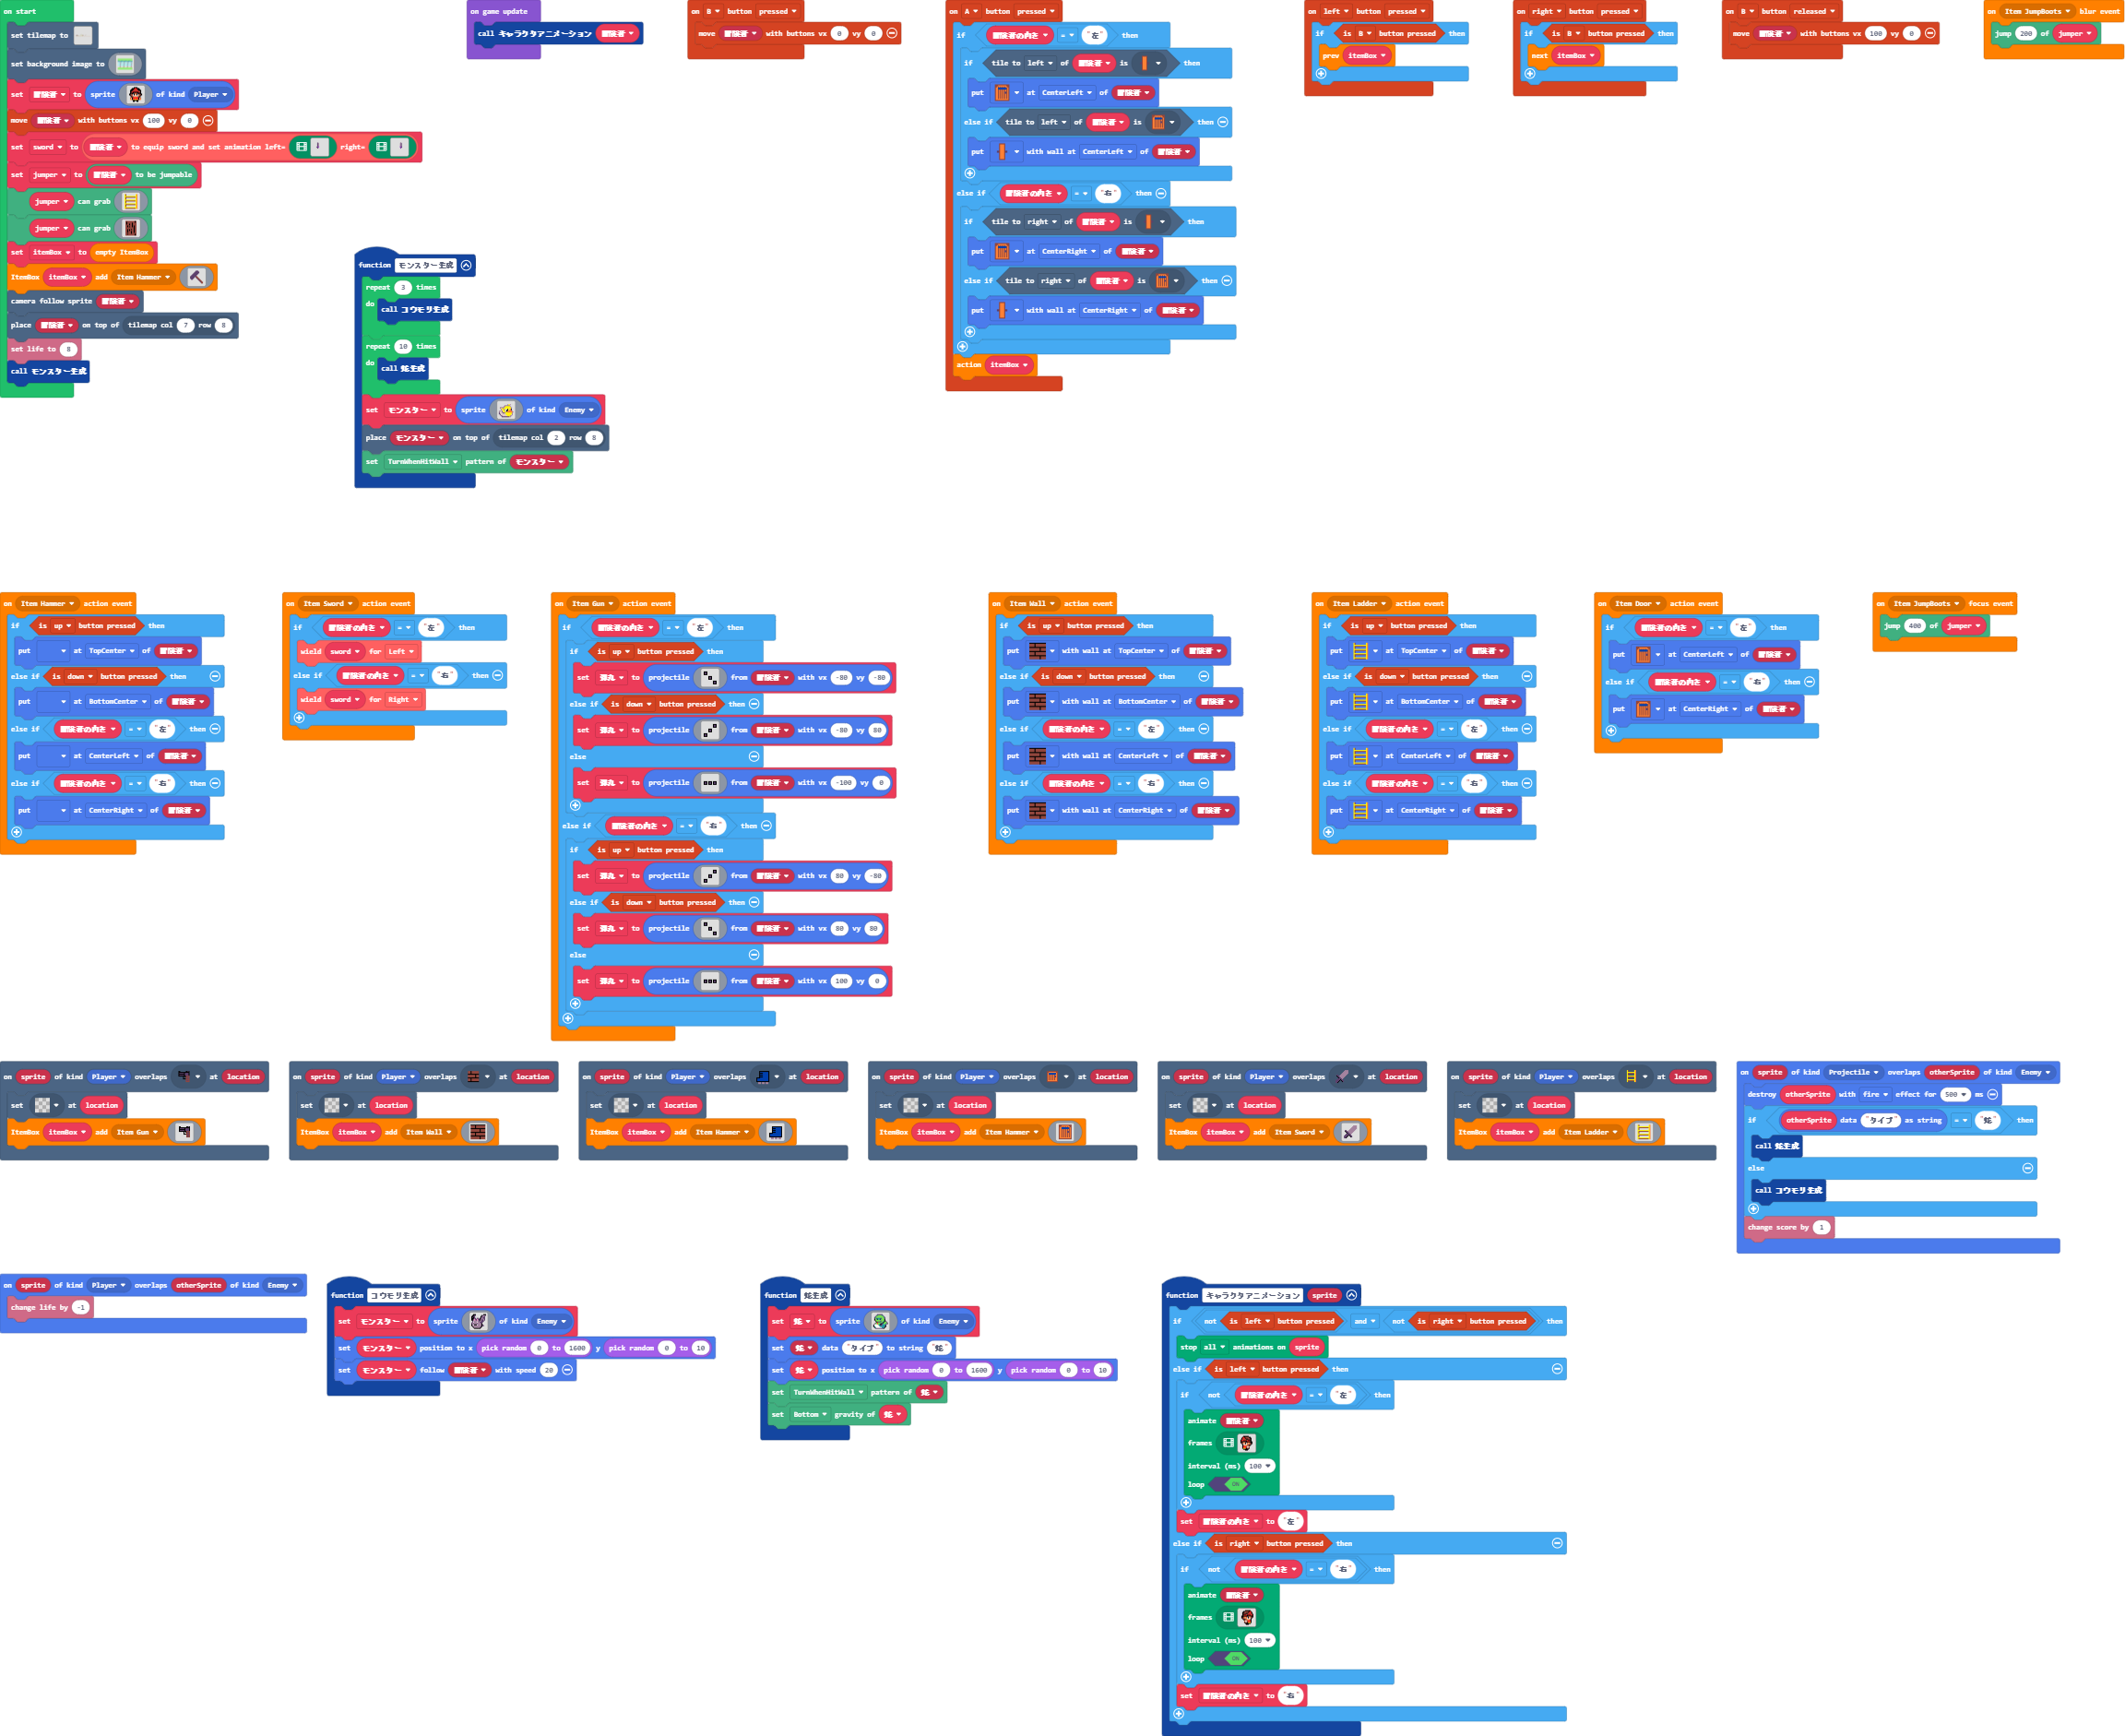 on start
set tilemap to
set background image to
set 冒険者 to sprite of kind Player
move 冒険者 with buttons vx 100 vy 0
set sword to 冒険者 to equip sword and set animation left= right=
set jumper to 冒険者 to be jumpable
jumper can grab
jumper can grab
set itemBox to empty ItemBox
ItemBox itemBox add Item Hammer
camera follow sprite 冒険者
place 冒険者 on top of tilemap col 7 row 8
set life to 8
call モンスター生成
function モンスター生成
repeat 3 times
do
call コウモリ生成
repeat 10 times
do
call 蛇生成
set モンスター to sprite of kind Enemy
place モンスター on top of tilemap col 2 row 8
set TurnWhenHitWall pattern of モンスター
on game update
call キャラクタアニメーション 冒険者
on B button pressed
move 冒険者 with buttons vx 0 vy 0
on A button pressed
if 冒険者の向き = "左" then
if tile to left of 冒険者 is then
put at CenterLeft of 冒険者
else if tile to left of 冒険者 is then
put with wall at CenterLeft of 冒険者
else if 冒険者の向き = "右" then
if tile to right of 冒険者 is then
put at CenterRight of 冒険者
else if tile to right of 冒険者 is then
put with wall at CenterRight of 冒険者
action itemBox
on left button pressed
if is B button pressed then
prev itemBox
on right button pressed
if is B button pressed then
next itemBox
on B button released
move 冒険者 with buttons vx 100 vy 0
on Item JumpBoots blur event
jump 200 of jumper
on Item Hammer action event
if is up button pressed then
put at TopCenter of 冒険者
else if is down button pressed then
put at BottomCenter of 冒険者
else if 冒険者の向き = "左" then
put at CenterLeft of 冒険者
else if 冒険者の向き = "右" then
put at CenterRight of 冒険者
on Item Sword action event
if 冒険者の向き = "左" then
wield sword for Left
else if 冒険者の向き = "右" then
wield sword for Right
on Item Gun action event
if 冒険者の向き = "左" then
if is up button pressed then
set 弾丸 to projectile from 冒険者 with vx -80 vy -80
else if is down button pressed then
set 弾丸 to projectile from 冒険者 with vx -80 vy 80
else
set 弾丸 to projectile from 冒険者 with vx -100 vy 0
else if 冒険者の向き = "右" then
if is up button pressed then
set 弾丸 to projectile from 冒険者 with vx 80 vy -80
else if is down button pressed then
set 弾丸 to projectile from 冒険者 with vx 80 vy 80
else
set 弾丸 to projectile from 冒険者 with vx 100 vy 0
on Item Wall action event
if is up button pressed then
put with wall at TopCenter of 冒険者
else if is down button pressed then
put with wall at BottomCenter of 冒険者
else if 冒険者の向き = "左" then
put with wall at CenterLeft of 冒険者
else if 冒険者の向き = "右" then
put with wall at CenterRight of 冒険者
on Item Ladder action event
if is up button pressed then
put at TopCenter of 冒険者
else if is down button pressed then
put at BottomCenter of 冒険者
else if 冒険者の向き = "左" then
put at CenterLeft of 冒険者
else if 冒険者の向き = "右" then
put at CenterRight of 冒険者
on Item Door action event
if 冒険者の向き = "左" then
put at CenterLeft of 冒険者
else if 冒険者の向き = "右" then
put at CenterRight of 冒険者
on Item JumpBoots focus event
jump 400 of jumper
on sprite of kind Player overlaps at location
set at location
ItemBox itemBox add Item Gun
on sprite of kind Player overlaps at location
set at location
ItemBox itemBox add Item Wall
on sprite of kind Player overlaps at location
set at location
ItemBox itemBox add Item Hammer
on sprite of kind Player overlaps at location
set at location
ItemBox itemBox add Item Hammer
on sprite of kind Player overlaps at location
set at location
ItemBox itemBox add Item Sword
on sprite of kind Player overlaps at location
set at location
ItemBox itemBox add Item Ladder
on sprite of kind Projectile overlaps otherSprite of kind Enemy
destroy otherSprite with fire effect for 500 ms
if otherSprite data "タイプ" as string = "蛇" then
call 蛇生成
else
call コウモリ生成
change score by 1
on sprite of kind Player overlaps otherSprite of kind Enemy
change life by -1
function コウモリ生成
set モンスター to sprite of kind Enemy
set モンスター position to x pick random 0 to 1600 y pick random 0 to 10
set モンスター follow 冒険者 with speed 20
function 蛇生成
set 蛇 to sprite of kind Enemy
set 蛇 data "タイプ" to string "蛇"
set 蛇 position to x pick random 0 to 1600 y pick random 0 to 10
set TurnWhenHitWall pattern of 蛇
set Bottom gravity of 蛇
function キャラクタアニメーション sprite
if not is left button pressed and not is right button pressed then
stop all animations on sprite
else if is left button pressed then
if not 冒険者の向き = "左" then
animate 冒険者
frames
interval (ms) 100
loop ON
set 冒険者の向き to "左"
else if is right button pressed then
if not 冒険者の向き = "右" then
animate 冒険者
frames
interval (ms) 100
loop ON
set 冒険者の向き to "右"